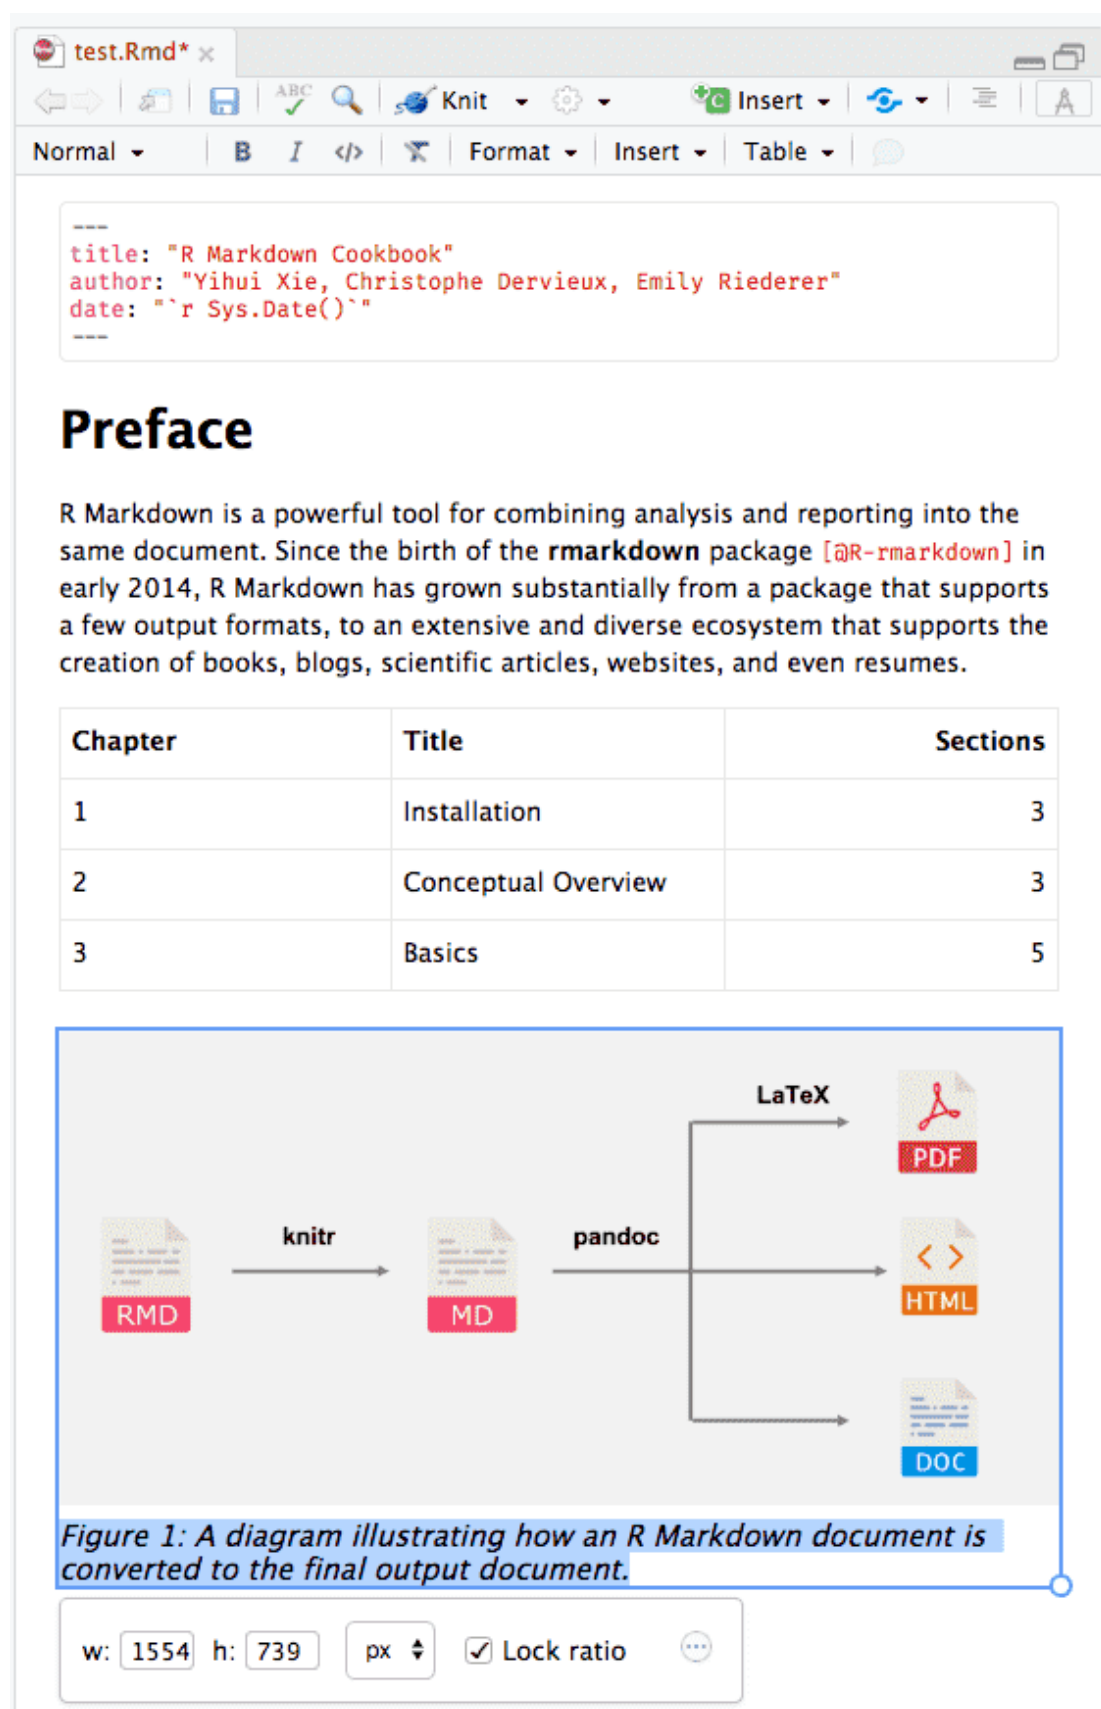 test.Rmd*
ABC Knit Insert
Normal B I </> Format Insert Table
---
title: "R Markdown Cookbook"
author: "Yihui Xie, Christophe Dervieux, Emily Riederer"
date: "`r Sys.Date()`"
---
Preface
R Markdown is a powerful tool for combining analysis and reporting into the
same document. Since the birth of the rmarkdown package [@R-rmarkdown] in
early 2014, R Markdown has grown substantially from a package that supports
a few output formats, to an extensive and diverse ecosystem that supports the
creation of books, blogs, scientific articles, websites, and even resumes.
Chapter Title Sections
1 Installation 3
2 Conceptual Overview 3
3 Basics 5
LaTeX
PDF
knitr
pandoc
RMD
MD
HTML
DOC
Figure 1: A diagram illustrating how an R Markdown document is
converted to the final output document.
w: 1554 h: 739 px Lock ratio